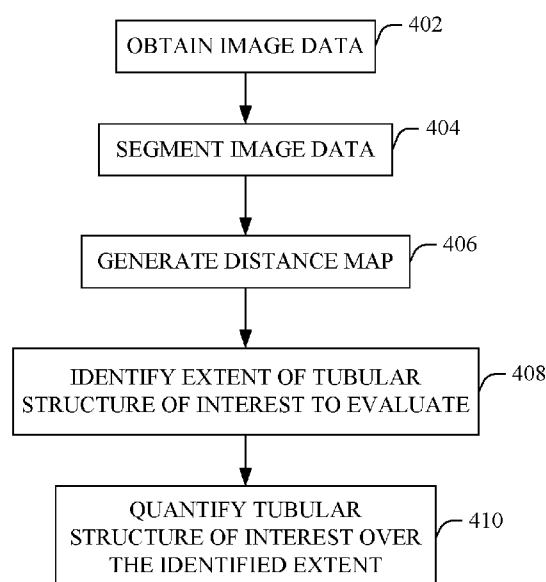 402
OBTAIN IMAGE DATA
404
SEGMENT IMAGE DATA
406
GENERATE DISTANCE MAP
408
IDENTIFY EXTENT OF TUBULAR
STRUCTURE OF INTEREST TO EVALUATE
410
QUANTIFY TUBULAR
STRUCTURE OF INTEREST OVER
THE IDENTIFIED EXTENT